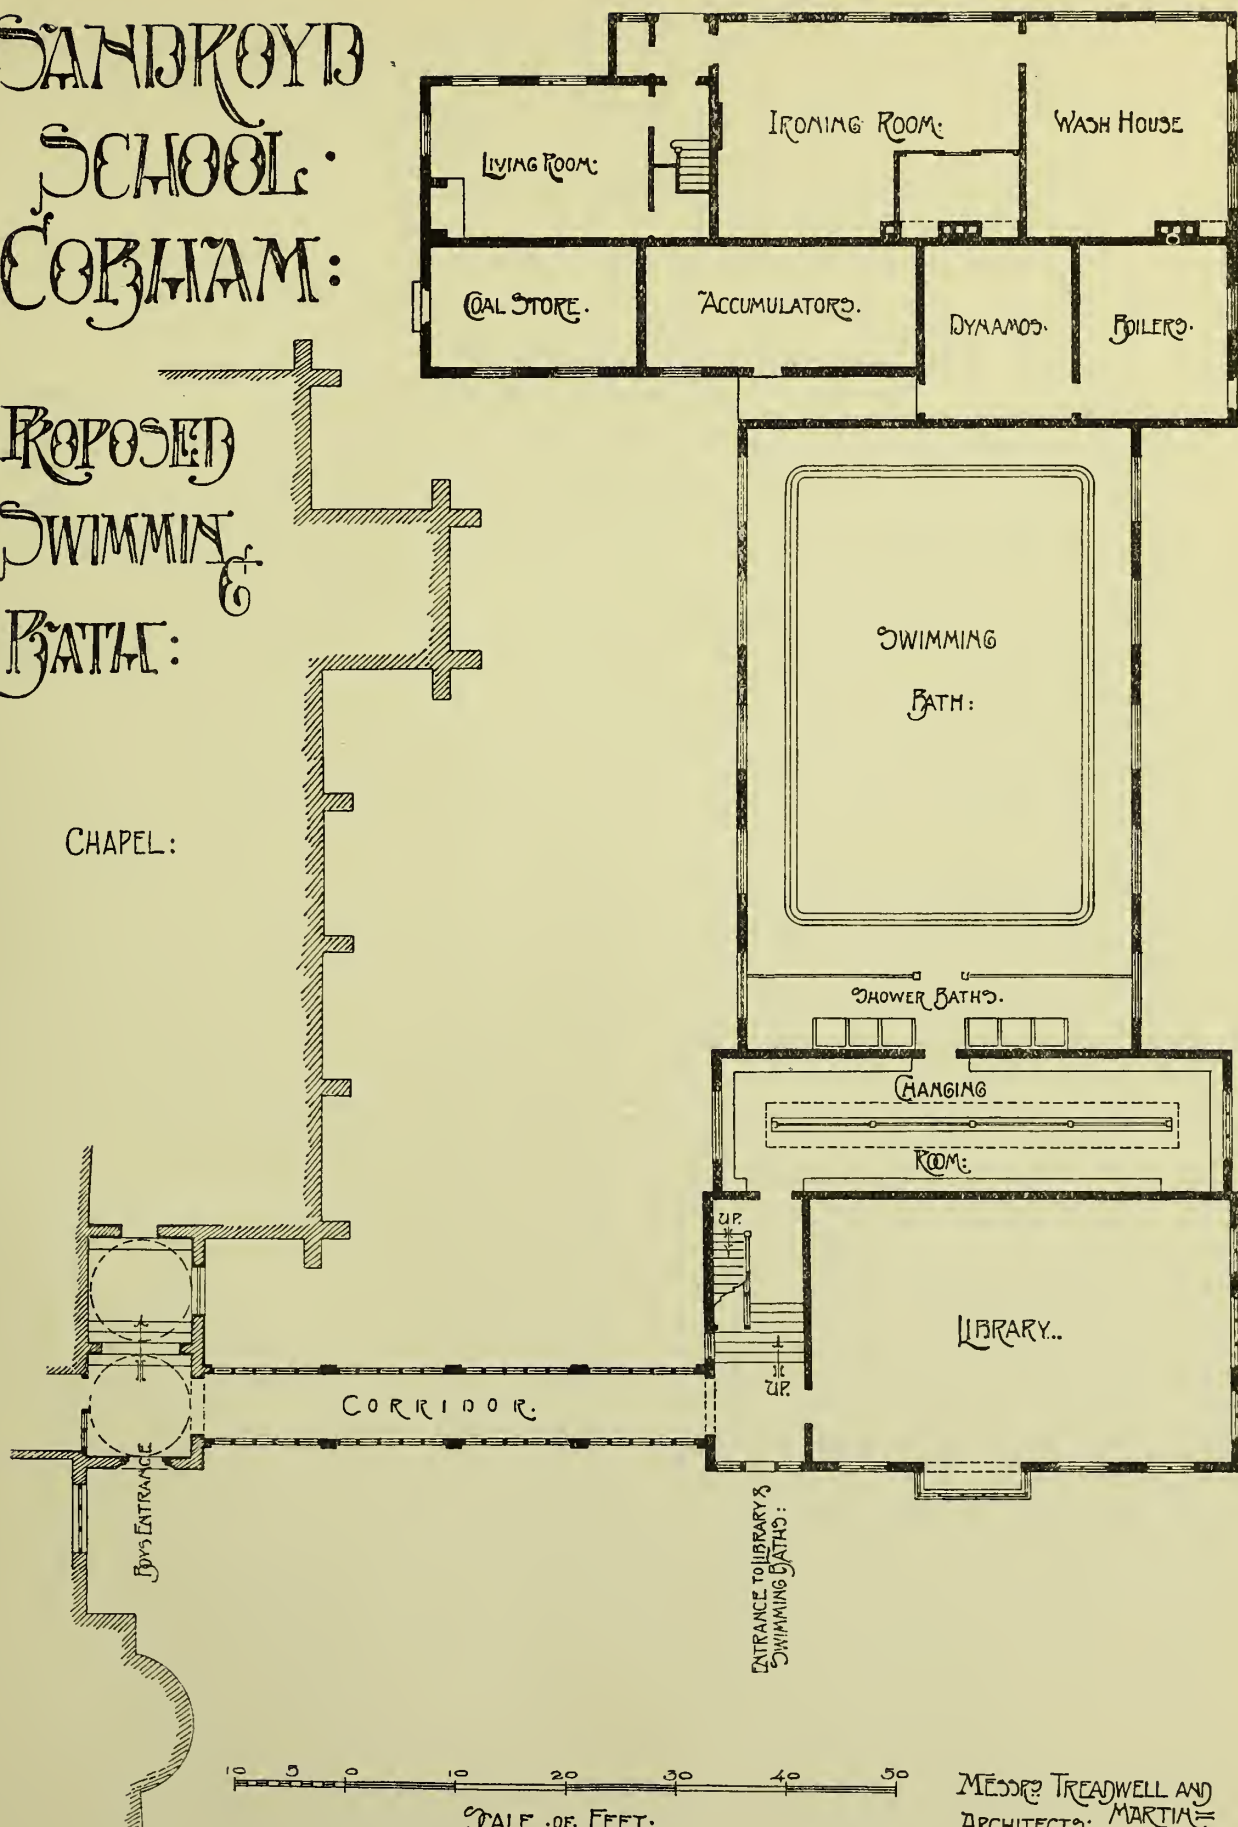 SANDROYD
SCHOOL:
COBHAM:
PROPOSED
SWIMMING
BATH:
IRONING ROOM:
WASH HOUSE
LIVING ROOM:
COAL STORE.
ACCUMULATORS.
DYNAMOS.
BOILERS.
SWIMMING
BATH:
CHAPEL:
SHOWER BATHS.
CHANGING
ROOM:
UP.
LIBRARY...
UP.
CORRIDOR.
BOYS ENTRANCE
ENTRANCE TO LIBRARY &
SWIMMING BATHS:
10 5 0 10 20 30 40 50
SCALE OF FEET.
MESSRS TREADWELL AND
MARTIN=
ARCHITECTS: